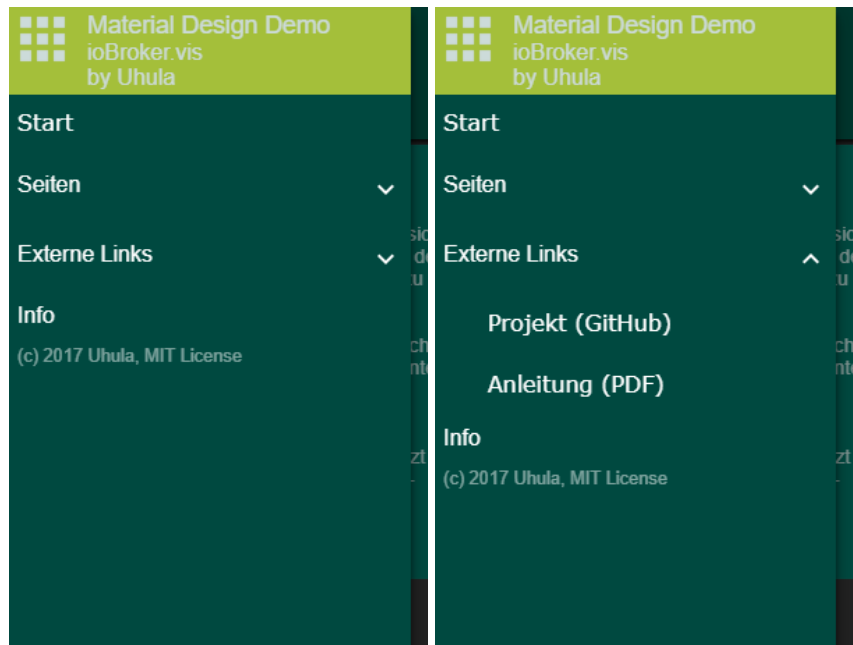 Material Design Demo
ioBroker.vis
by Uhula
Start
Seiten
Externe Links
Info
(c) 2017 Uhula, MIT License
Material Design Demo
ioBroker.vis
by Uhula
Start
Seiten
Externe Links
Projekt (GitHub)
Anleitung (PDF)
Info
(c) 2017 Uhula, MIT License